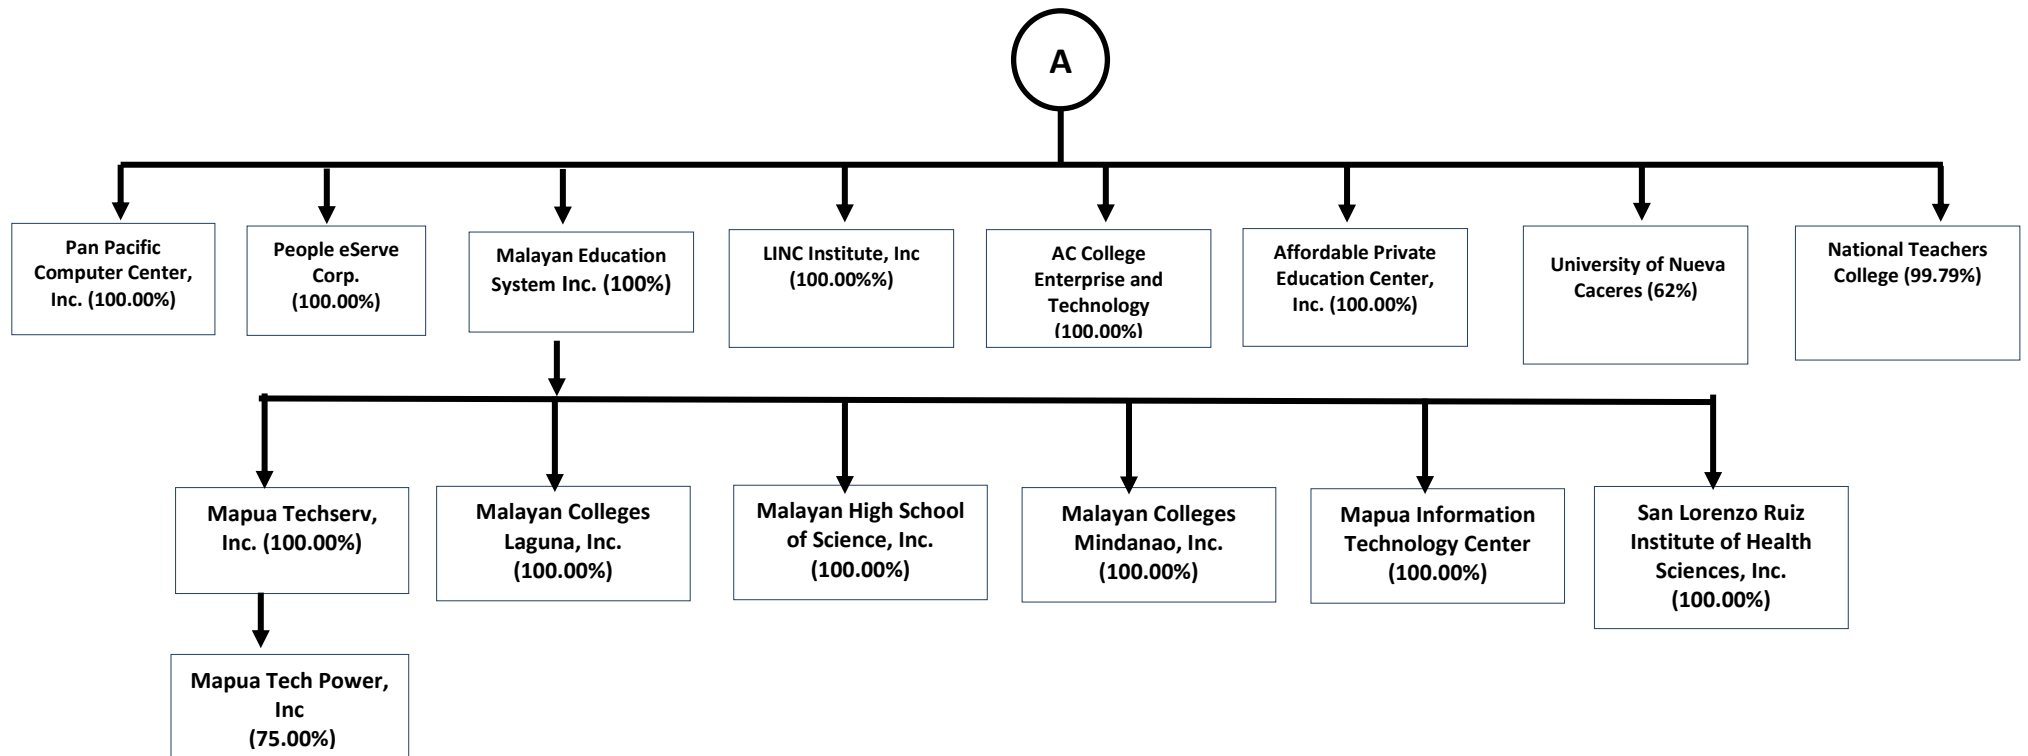 A
Pan Pacific
Computer Center,
Inc. (100.00%)
People eServe
Corp.
(100.00%)
Malayan Education
System Inc. (100%)
LINC Institute, Inc
(100.00%%)
AC College
Enterprise and
Technology
(100.00%)
Affordable Private
Education Center,
Inc. (100.00%)
University of Nueva
Caceres (62%)
National Teachers
College (99.79%)
Mapua Techserv,
Inc. (100.00%)
Malayan Colleges
Laguna, Inc.
(100.00%)
Malayan High School
of Science, Inc.
(100.00%)
Malayan Colleges
Mindanao, Inc.
(100.00%)
Mapua Information
Technology Center
(100.00%)
San Lorenzo Ruiz
Institute of Health
Sciences, Inc.
(100.00%)
Mapua Tech Power,
Inc
(75.00%)